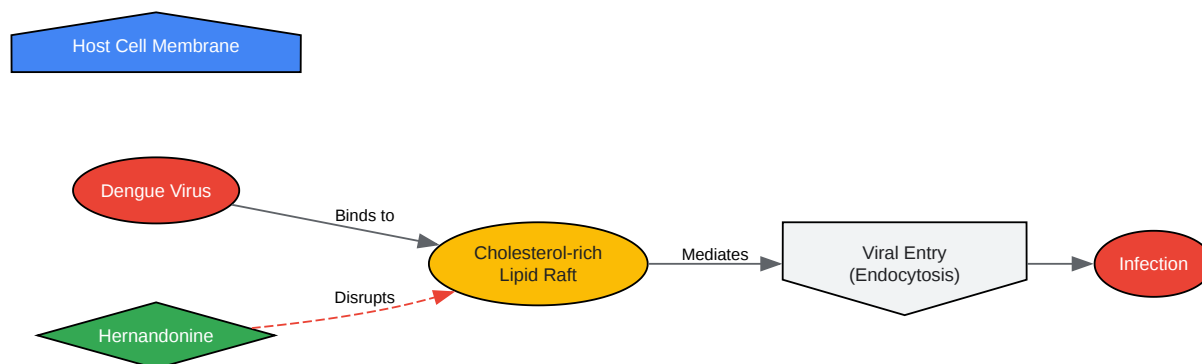 Host Cell Membrane
Dengue Virus
Binds to
Cholesterol-rich
Lipid Raft
Mediates
Viral Entry
(Endocytosis)
Infection
Disrupts
Hernandonine